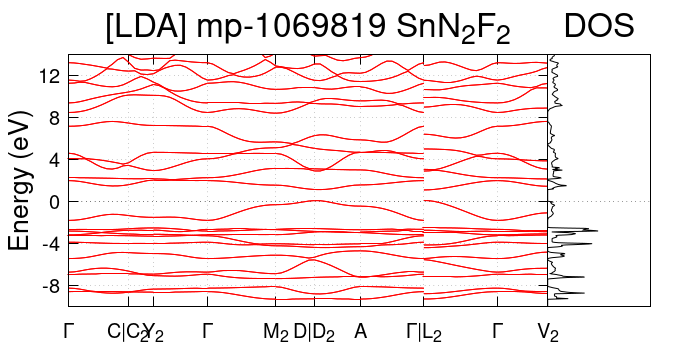 [LDA] mp-1069819 SnN₂F₂ DOS
Energy (eV)
12
8
4
0
-4
-8
Γ C|C₂Y₂ Γ M₂ D|D₂ A Γ|L₂ Γ V₂